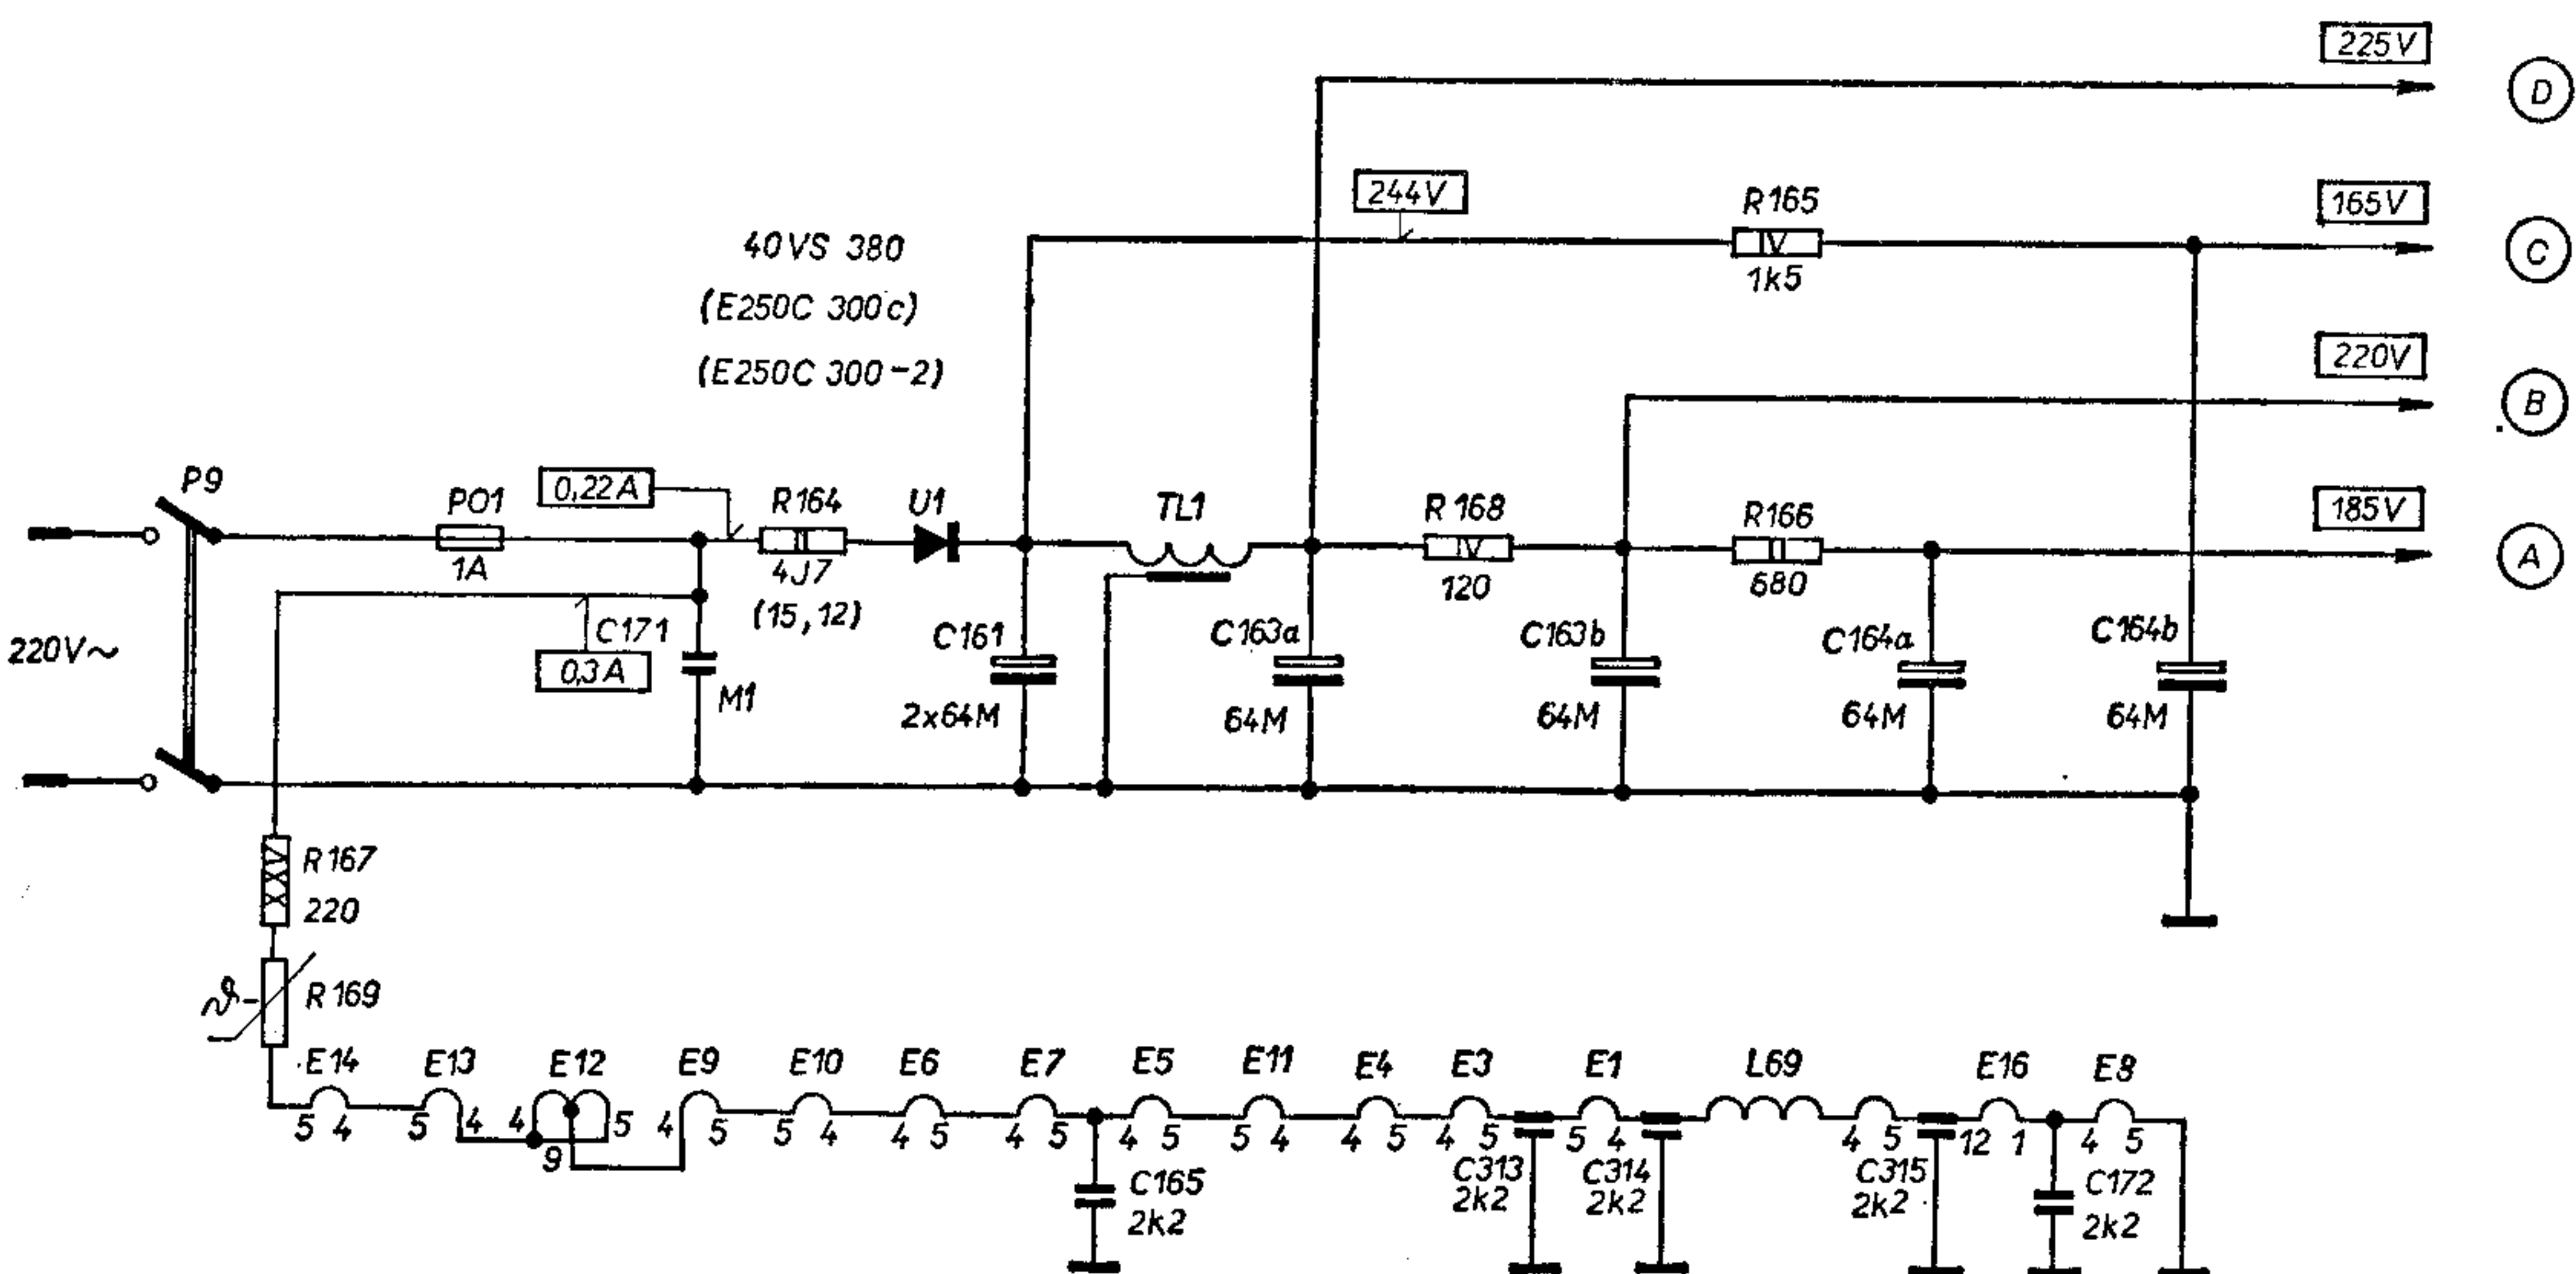 225V
D
244V
R165
165V
40VS 380
1k5
C
(E250C 300c)
220V
(E250C 300-2)
B
P9
PO1
0,22A
R164
U1
TL1
R168
R166
185V
1A
4J7
120
680
A
(15,12)
220V~
C171
0,3A
M1
C161
2x64M
C163a
64M
C163b
64M
C164a
64M
C164b
64M
R167
220
ϑ-
R169
E14 E13 E12 E9 E10 E6 E7 E5 E11 E4 E3 E1 L69 E16 E8
5 4 5 4 4 5 4 5 5 4 4 5 4 5 4 5 5 4 4 5 4 5 5 4 4 5 12 1 4 5
9
C165
2k2
C313
2k2
C314
2k2
C315
2k2
C172
2k2